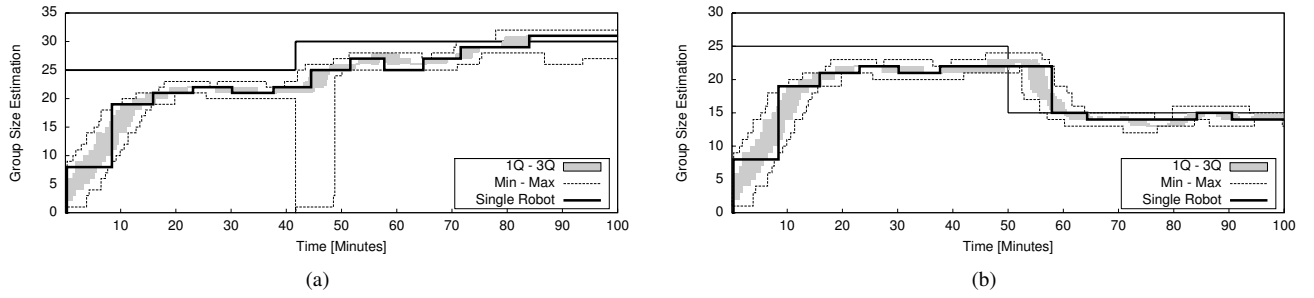 35
30
25
20
15
10
5
0
Group Size Estimation
10 20 30 40 50 60 70 80 90 100
Time [Minutes]
1Q - 3Q
Min - Max
Single Robot
(a)
30
25
20
15
10
5
0
Group Size Estimation
10 20 30 40 50 60 70 80 90 100
Time [Minutes]
1Q - 3Q
Min - Max
Single Robot
(b)